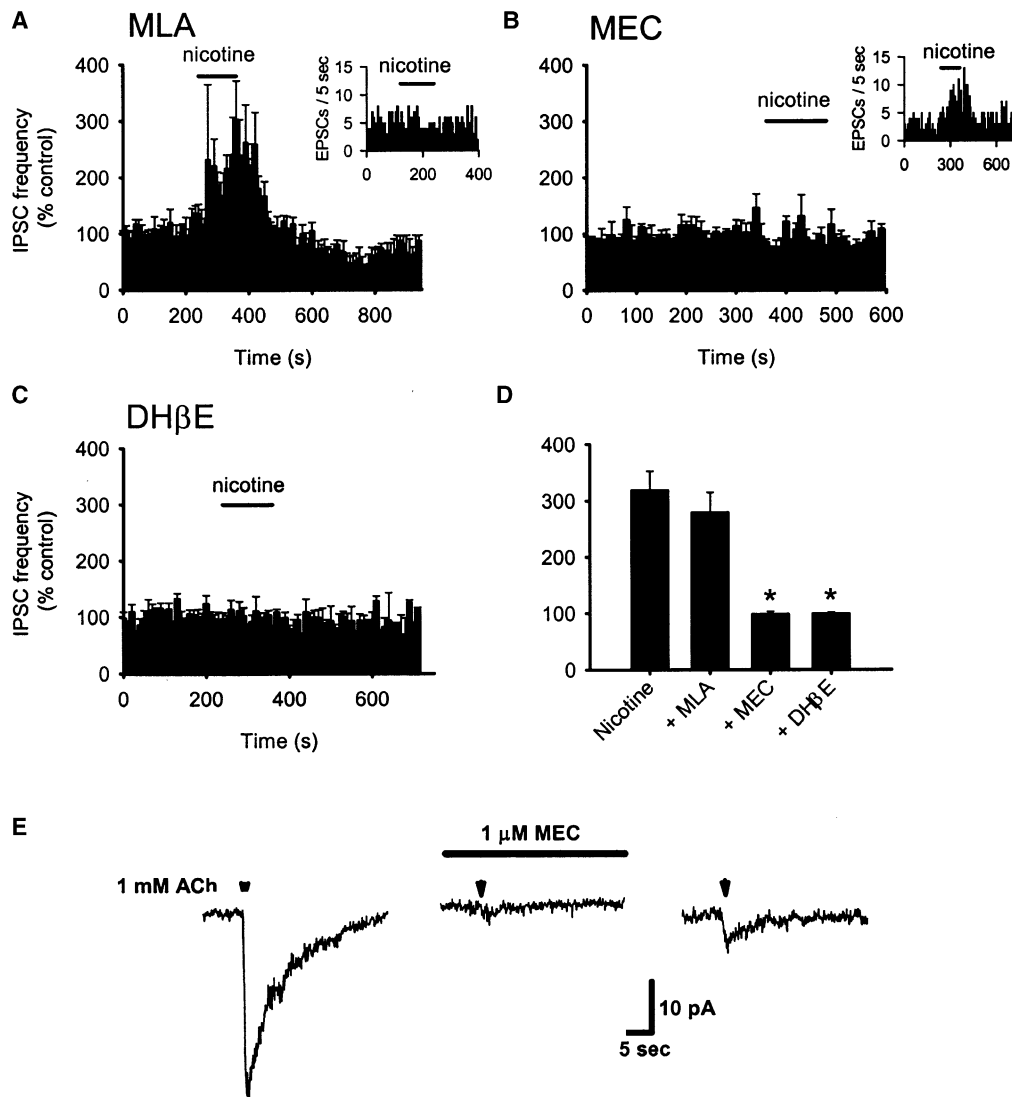 A
MLA
nicotine
400
300
200
100
0
IPSC frequency
(% control)
0 200 400 600 800
Time (s)
nicotine
15
10
5
0
EPSCs / 5 sec
0 200 400
B
MEC
nicotine
400
300
200
100
0
0 100 200 300 400 500 600
Time (s)
nicotine
15
10
5
0
EPSCs / 5 sec
0 300 600
C
DHβE
nicotine
400
300
200
100
0
IPSC frequency
(% control)
0 200 400 600
Time (s)
D
400
300
200
100
0
* *
Nicotine
+ MLA
+ MEC
+ DHβE
E
1 μM MEC
1 mM ACh
10 pA
5 sec